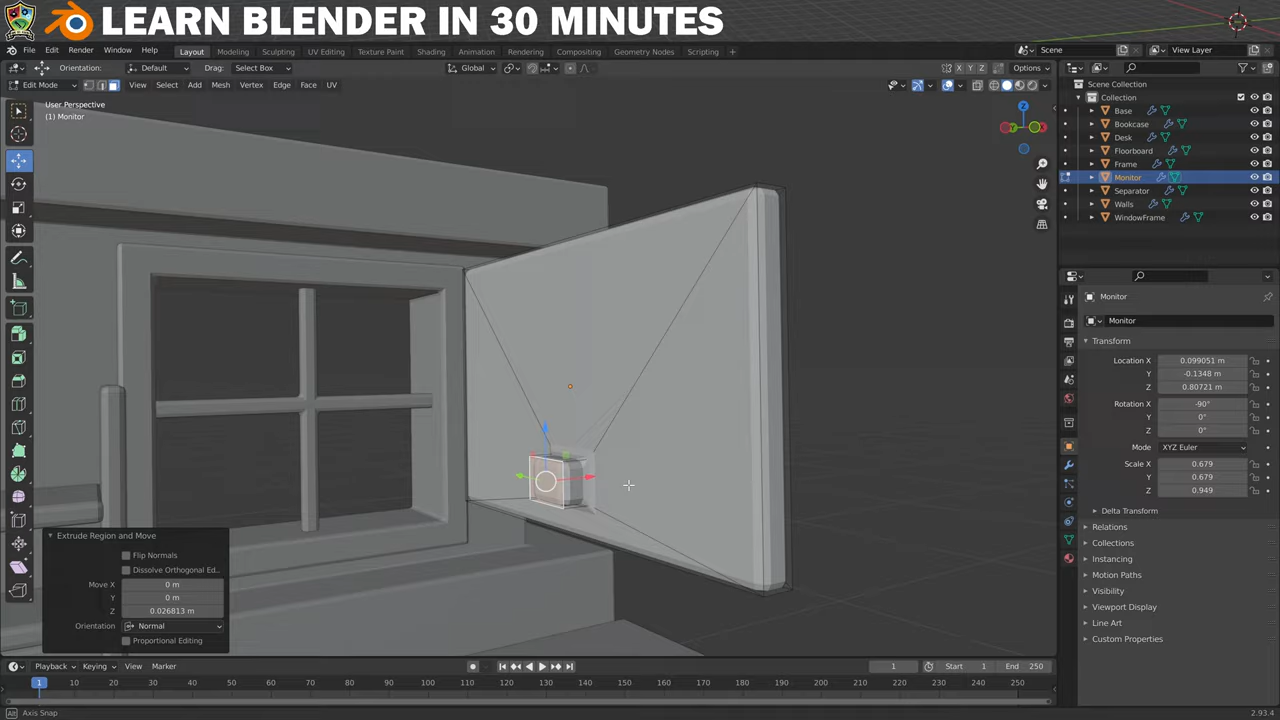 LEARN BLENDER IN 30 MINUTES
File Edit Render Window Help
Layout Modeling Sculpting UV Editing Texture Paint Shading Animation Rendering Compositing Geometry Nodes Scripting +
Scene
View Layer
Orientation: Default Drag: Select Box
Global
X Y Z Options
Edit Mode View Select Add Mesh Vertex Edge Face UV
User Perspective
(1) Monitor
Z
Y
Scene Collection
Collection
Base
Bookcase
Desk
Floorboard
Frame
Monitor
Separator
Walls
WindowFrame
Monitor
Monitor
Transform
Location X 0.099051 m
Y -0.1348 m
Z 0.80721 m
Rotation X -90°
Y 0°
Z 0°
Mode XYZ Euler
Scale X 0.679
Y 0.679
Z 0.949
Delta Transform
Relations
Collections
Instancing
Motion Paths
Visibility
Viewport Display
Line Art
Custom Properties
Extrude Region and Move
Flip Normals
Dissolve Orthogonal Ed...
Move X 0 m
Y 0 m
Z 0.026813 m
Orientation Normal
Proportional Editing
Playback Keying View Marker
1 Start 1 End 250
1 10 20 30 40 50 60 70 80 90 100 110 120 130 140 150 160 170 180 190 200 210 220 230 240 250
Axis Snap
2.93.4